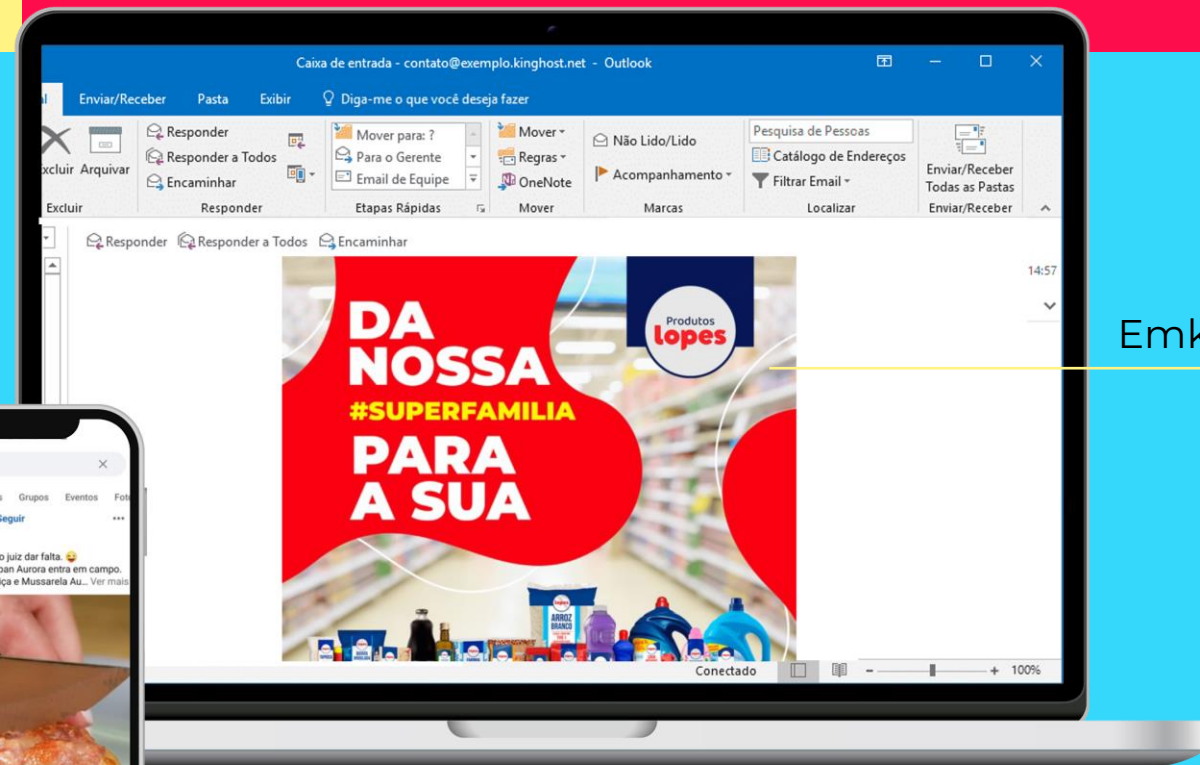 Caixa de entrada - contato@exemplo.kinghost.net - Outlook
Enviar/Receber Pasta Exibir Diga-me o que você deseja fazer
Responder
Responder a Todos
Encaminhar
Arquivar
Responder
Excluir
Mover para: ?
Para o Gerente
Email de Equipe
Etapas Rápidas
Mover
Regras
OneNote
Mover
Não Lido/Lido
Acompanhamento
Marcas
Pesquisa de Pessoas
Catálogo de Endereços
Filtrar Email
Localizar
Enviar/Receber
Todas as Pastas
Enviar/Receber
Responder Responder a Todos Encaminhar
14:57
DA
NOSSA
#SUPERFAMILIA
PARA
A SUA
Produtos
lopes
lopes
ARROZ
BRANCO
Conectado
100%
Emk
Grupos Eventos Fot
Seguir
o juiz dar falta.
pan Aurora entra em campo.
iça e Mussarela Au... Ver mais